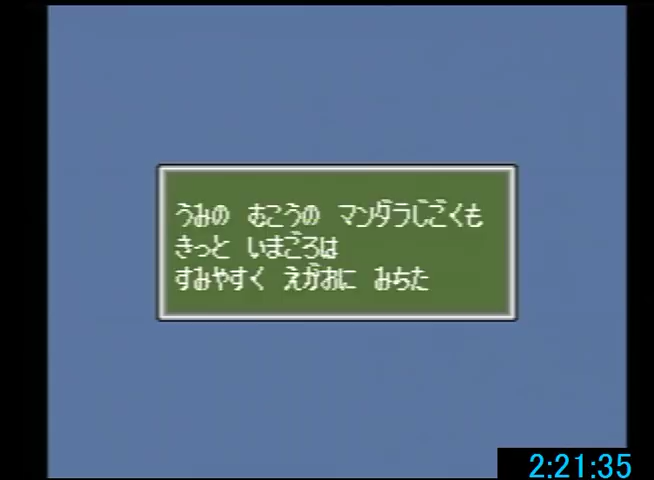 うみの むこうの マンダラじごくも
きっと いまごろは
すみやすく えがおに みちた
2:21:35